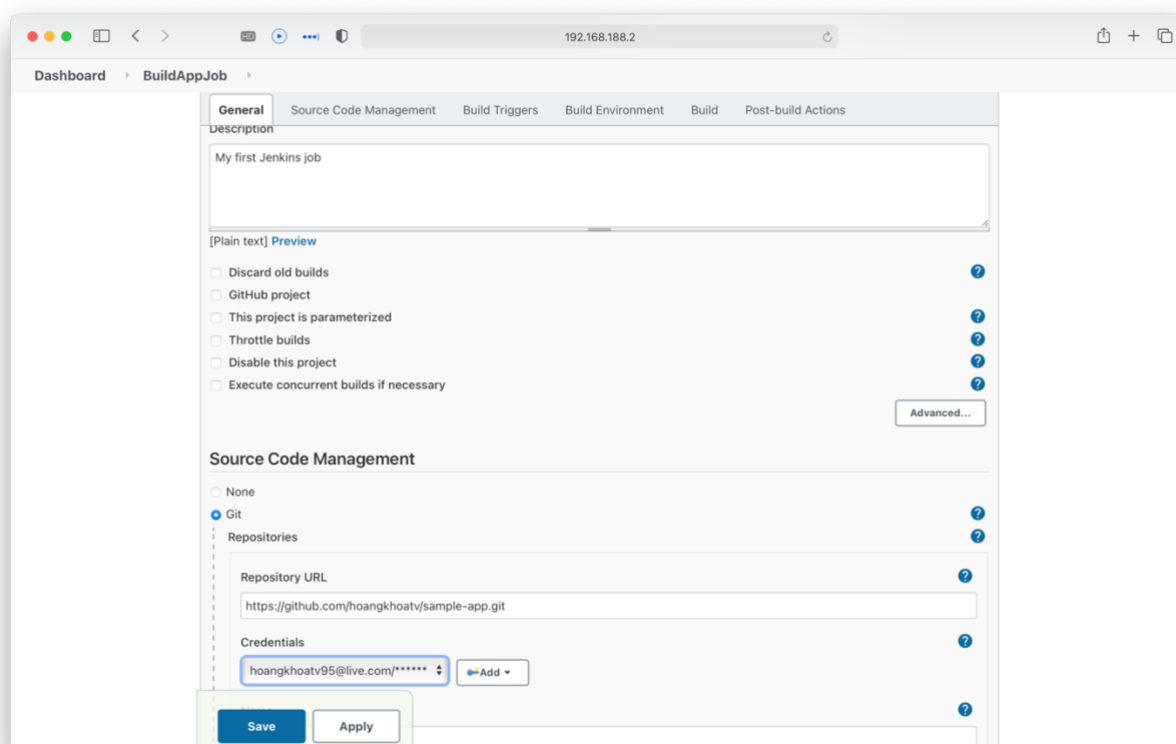 192.168.188.2
Dashboard BuildAppJob
General Source Code Management Build Triggers Build Environment Build Post-build Actions
Description
My first Jenkins job
[Plain text] Preview
Discard old builds
GitHub project
This project is parameterized
Throttle builds
Disable this project
Execute concurrent builds if necessary
Advanced...
Source Code Management
None
Git
Repositories
Repository URL
https://github.com/hoangkhoatv/sample-app.git
Credentials
hoangkhoatv95@live.com/****** Add
Name
Save Apply